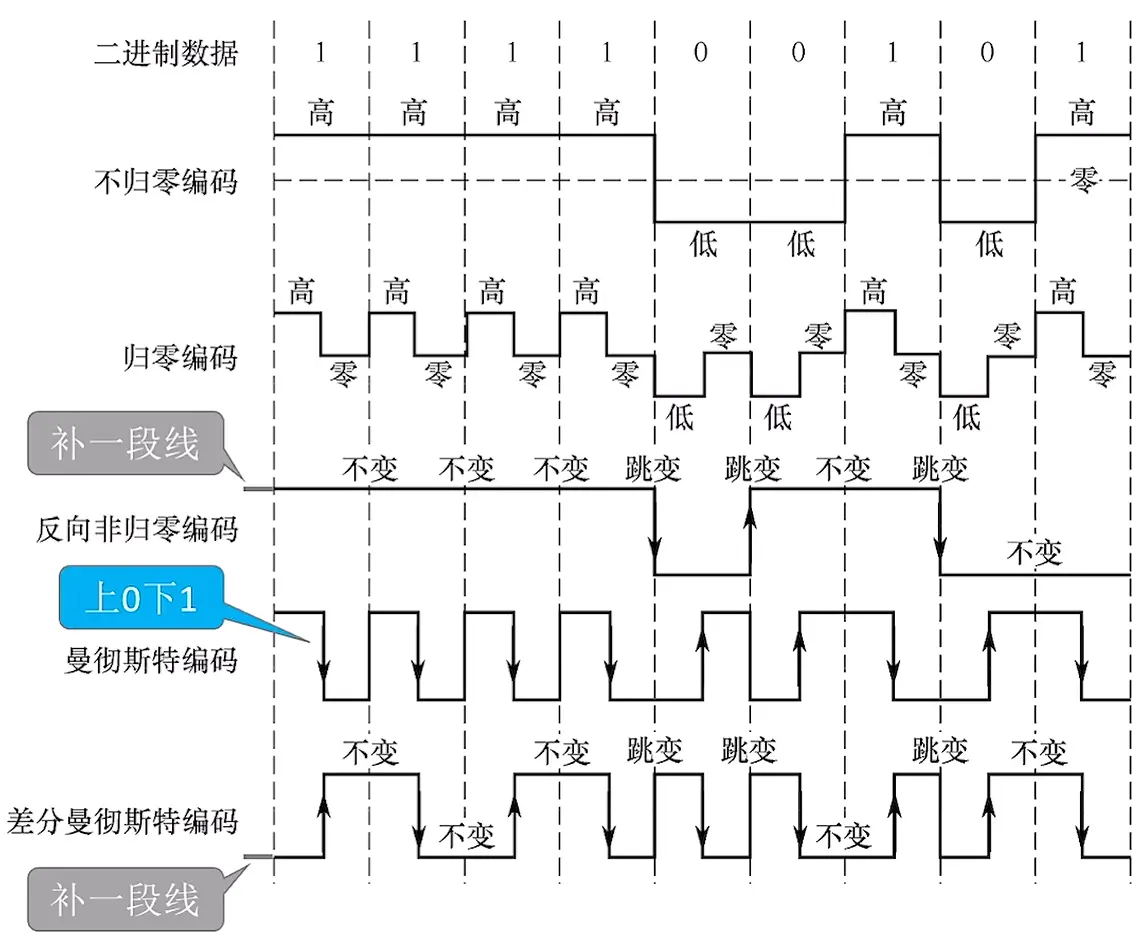 二进制数据 1 1 1 1 0 0 1 0 1
高 高 高 高 高 高
不归零编码 零
低 低 低
高 高 高 高 高 高
零 零 零
归零编码
零 零 零 零 零 零
低 低 低
补一段线
不变 不变 不变 跳变 跳变 不变 跳变
反向非归零编码
不变
上0下1
曼彻斯特编码
不变 不变 跳变 跳变 跳变 不变
差分曼彻斯特编码
不变 不变
补一段线